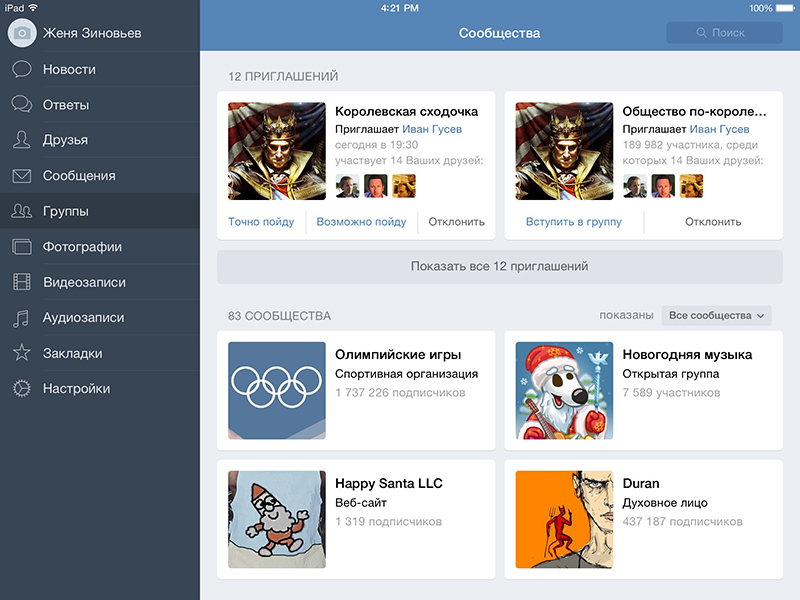 iPad
4:21 PM
100%
Женя Зиновьев
Новости
Ответы
Друзья
Сообщения
Группы
Фотографии
Видеозаписи
Аудиозаписи
Закладки
Настройки
Сообщества
Поиск
12 ПРИГЛАШЕНИЙ
Королевская сходочка
Приглашает Иван Гусев
сегодня в 19:30
участвует 14 Ваших друзей:
Точно пойду
Возможно пойду
Отклонить
Общество по-короле...
Приглашает Иван Гусев
189 982 участника, среди
которых 14 Ваших друзей:
Вступить в группу
Отклонить
Показать все 12 приглашений
83 СООБЩЕСТВА
показаны
Все сообщества
Олимпийские игры
Спортивная организация
1 737 226 подписчиков
Новогодняя музыка
Открытая группа
7 589 участников
Happy Santa LLC
Веб-сайт
1 319 подписчиков
Duran
Духовное лицо
437 187 подписчиков